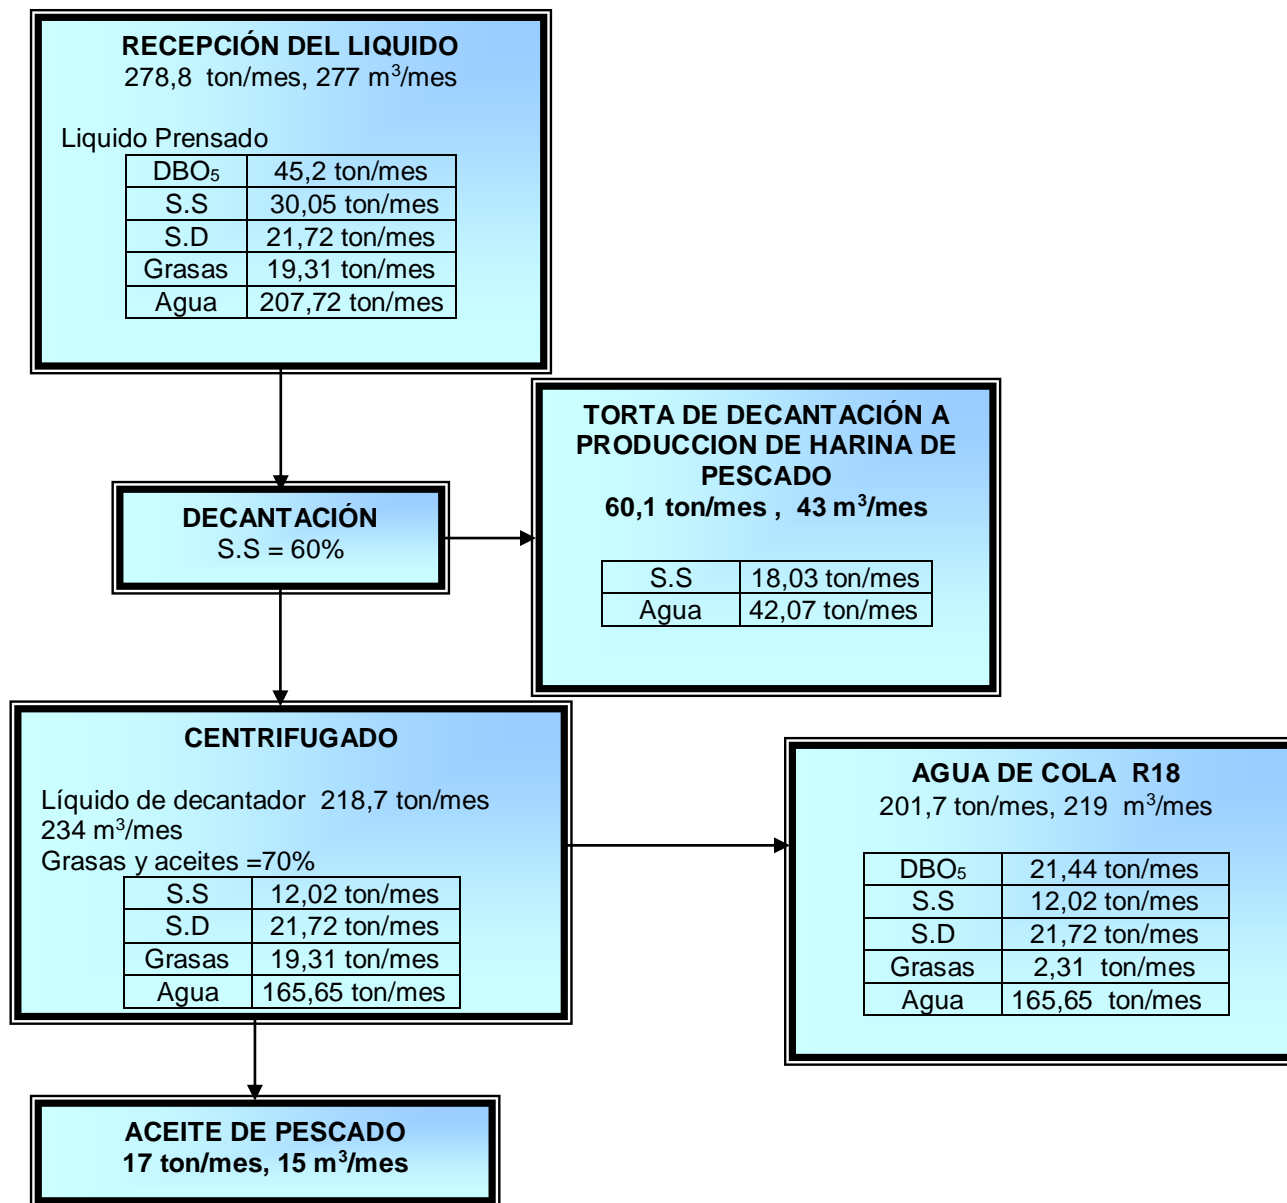 RECEPCIÓN DEL LIQUIDO
278,8 ton/mes, 277 m³/mes
Liquido Prensado
DBO₅ 45,2 ton/mes
S.S 30,05 ton/mes
S.D 21,72 ton/mes
Grasas 19,31 ton/mes
Agua 207,72 ton/mes
TORTA DE DECANTACIÓN A
PRODUCCION DE HARINA DE
PESCADO
60,1 ton/mes , 43 m³/mes
S.S 18,03 ton/mes
Agua 42,07 ton/mes
DECANTACIÓN
S.S = 60%
CENTRIFUGADO
Líquido de decantador 218,7 ton/mes
234 m³/mes
Grasas y aceites =70%
S.S 12,02 ton/mes
S.D 21,72 ton/mes
Grasas 19,31 ton/mes
Agua 165,65 ton/mes
AGUA DE COLA R18
201,7 ton/mes, 219 m³/mes
DBO₅ 21,44 ton/mes
S.S 12,02 ton/mes
S.D 21,72 ton/mes
Grasas 2,31 ton/mes
Agua 165,65 ton/mes
ACEITE DE PESCADO
17 ton/mes, 15 m³/mes